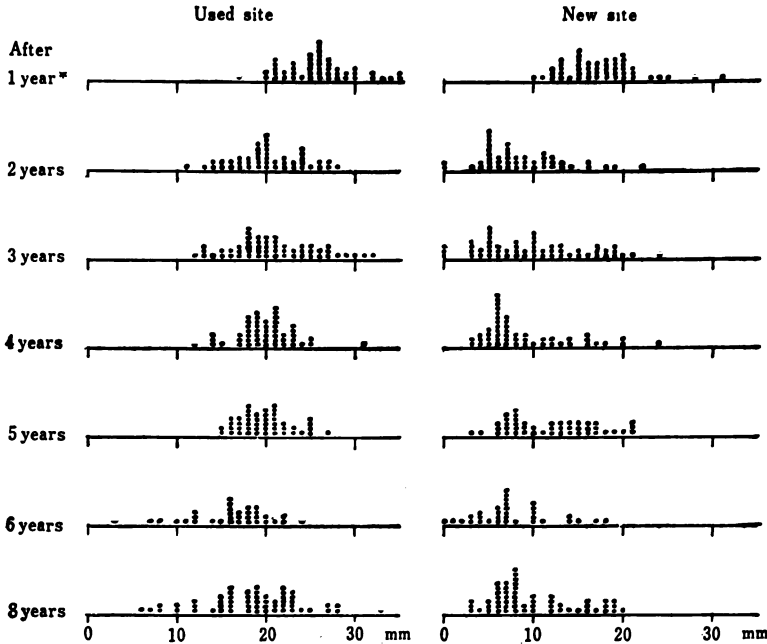 Used site New site
After
1 year*
2 years
3 years
4 years
5 years
6 years
8 years
0 10 20 30 mm 0 10 20 30 mm